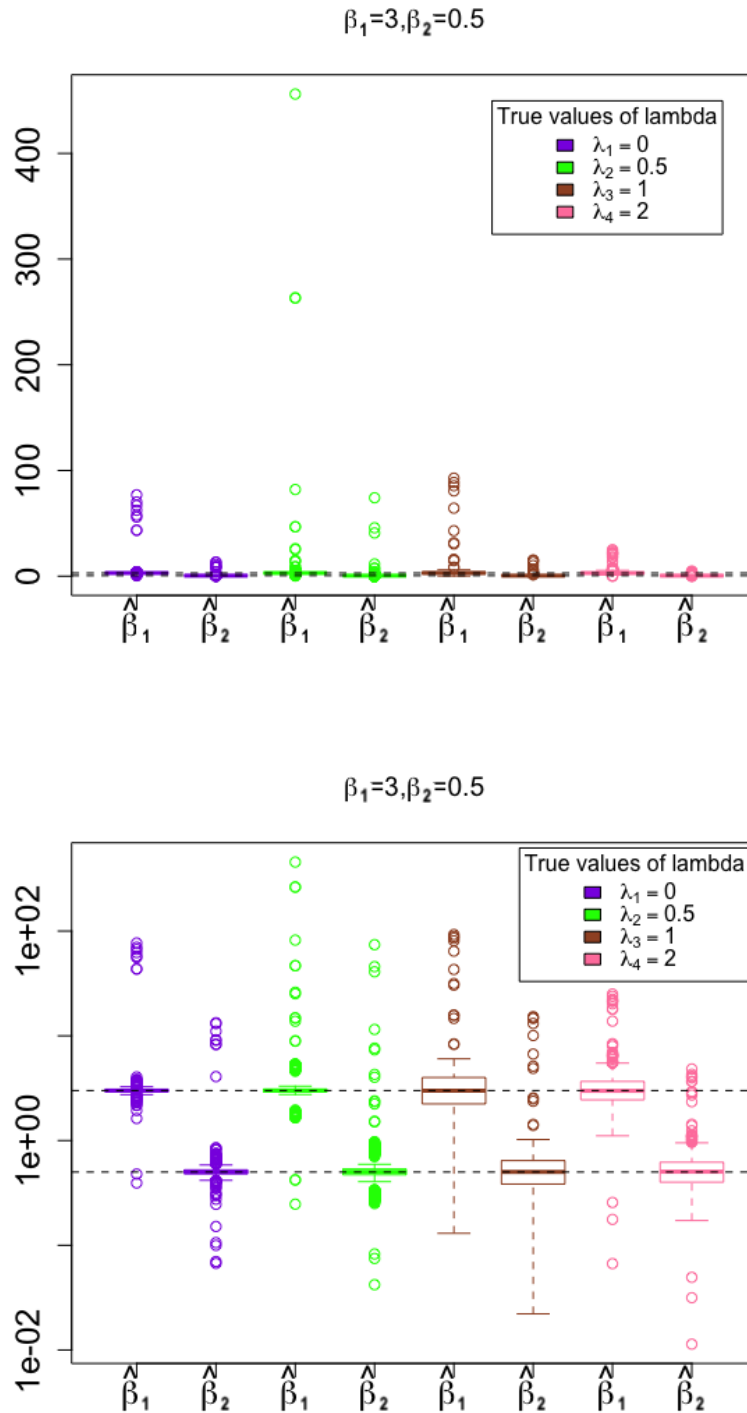 β₁=3,β₂=0.5
400
300
200
100
0
True values of lambda
λ₁ = 0
λ₂ = 0.5
λ₃ = 1
λ₄ = 2
β̂₁ β̂₂ β̂₁ β̂₂ β̂₁ β̂₂ β̂₁ β̂₂
β₁=3,β₂=0.5
1e+02
1e+00
1e-02
True values of lambda
λ₁ = 0
λ₂ = 0.5
λ₃ = 1
λ₄ = 2
β̂₁ β̂₂ β̂₁ β̂₂ β̂₁ β̂₂ β̂₁ β̂₂